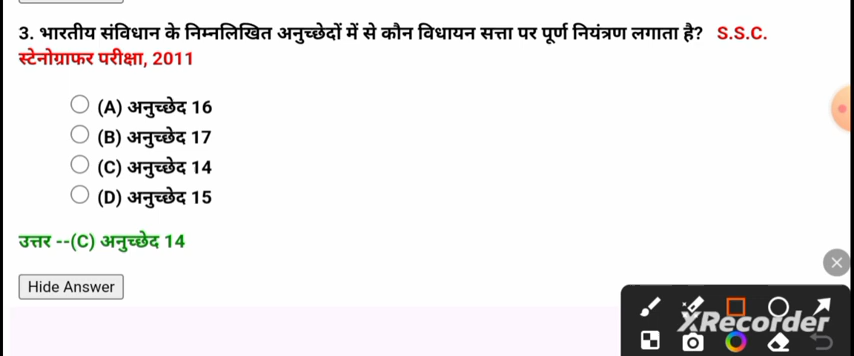 3. भारतीय संविधान के निम्नलिखित अनुच्छेदों में से कौन विधायन सत्ता पर पूर्ण नियंत्रण लगाता है? S.S.C.
स्टेनोग्राफर परीक्षा, 2011
(A) अनुच्छेद 16
(B) अनुच्छेद 17
(C) अनुच्छेद 14
(D) अनुच्छेद 15
उत्तर --(C) अनुच्छेद 14
Hide Answer
XRecorder